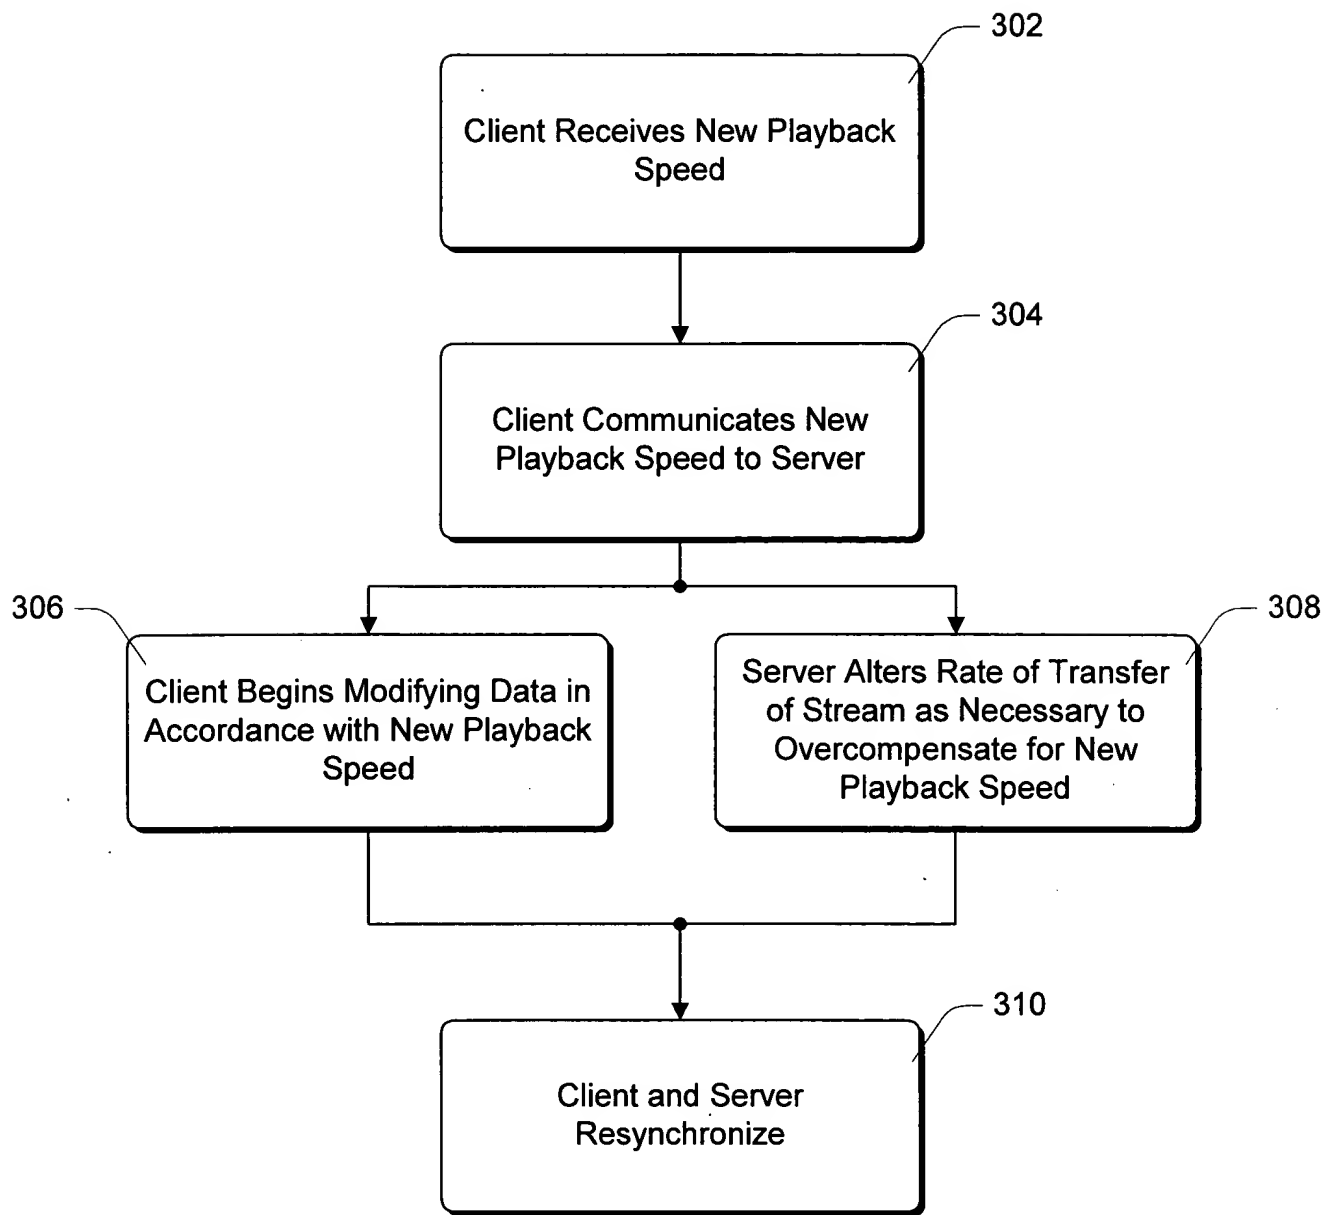 302
Client Receives New Playback
Speed
304
Client Communicates New
Playback Speed to Server
306
Client Begins Modifying Data in
Accordance with New Playback
Speed
308
Server Alters Rate of Transfer
of Stream as Necessary to
Overcompensate for New
Playback Speed
310
Client and Server
Resynchronize